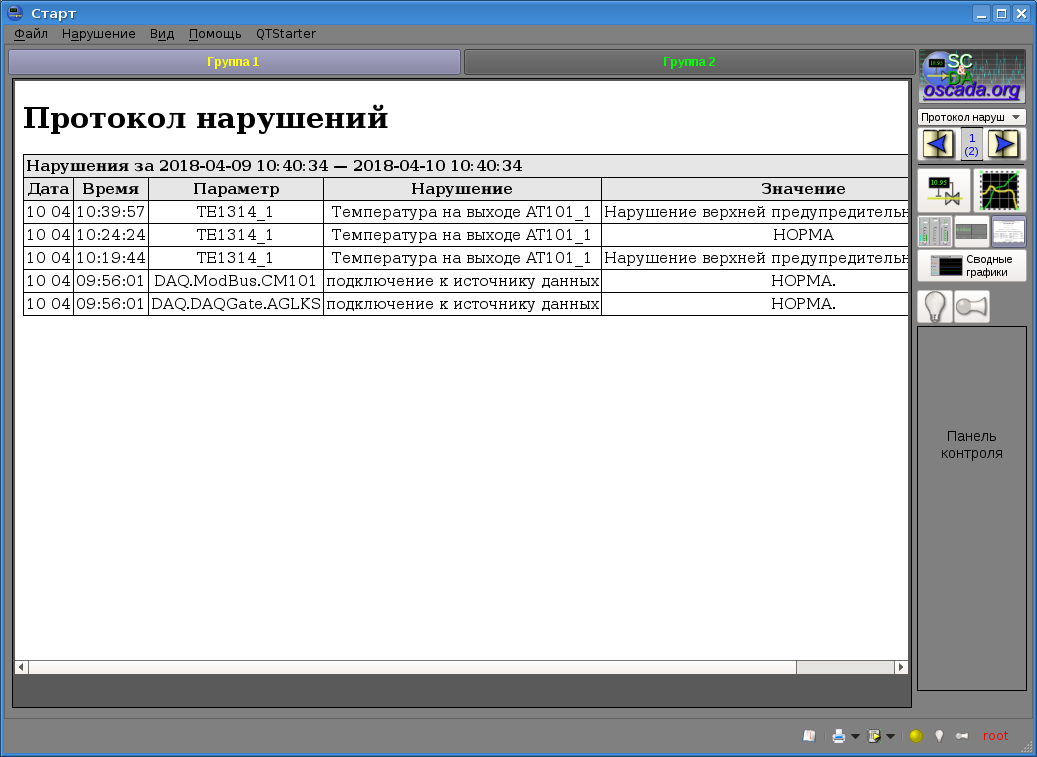 Старт
Файл Нарушение Вид Помощь QTStarter
Группа 1 Группа 2
SC
&
DA
oscada.org
Протокол наруш
1
(2)
10.95
Сводные
графики
Панель
контроля
Протокол нарушений
Нарушения за 2018-04-09 10:40:34 — 2018-04-10 10:40:34
Дата Время Параметр Нарушение Значение
10 04 10:39:57 TE1314_1 Температура на выходе AT101_1 Нарушение верхней предупредительн
10 04 10:24:24 TE1314_1 Температура на выходе AT101_1 НОРМА
10 04 10:19:44 TE1314_1 Температура на выходе AT101_1 Нарушение верхней предупредительн
10 04 09:56:01 DAQ.ModBus.CM101 подключение к источнику данных НОРМА.
10 04 09:56:01 DAQ.DAQGate.AGLKS подключение к источнику данных НОРМА.
root